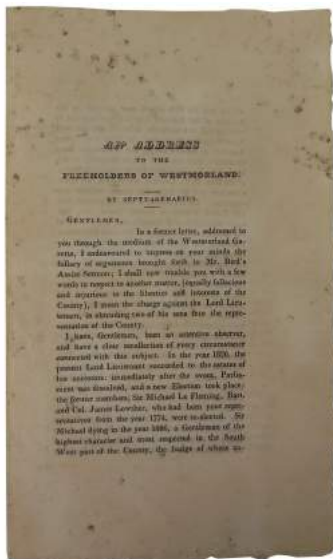 AN ADDRESS
TO THE
FREEHOLDERS OF WESTMORLAND.
BY SEPTUAGENARIUS.
GENTLEMEN,
In a former letter, addressed to
you through the medium of the Westmorland Ga-
zette, I endeavoured to impress on your minds the
fallacy of arguments brought forth in Mr. Bird's
Assize Sermon; I shall now trouble you with a few
words in respect to another matter, (equally fallacious
and injurious to the liberties and interests of the
County), I mean the charge against the Lord Lieu-
tenant, in obtruding two of his sons into the repre-
sentation of the County.
I have, Gentlemen, been an attentive observer,
and have a clear recollection of every circumstance
connected with this subject. In the year
present Lord Lieutenant succeeded to the estates of
his ancestors: immediately after the event, Parlia-
ment was dissolved, and a new Election took place;
the former members, Sir Michael Le Fleming, Bart.
and Col. James Lowther, who had been your repre-
sentatives from the year 1774, were re-elected. Sir
Michael dying in the year 1806, a Gentleman of the
highest character and most respected in the South
West part of the County, the badge of whose an-